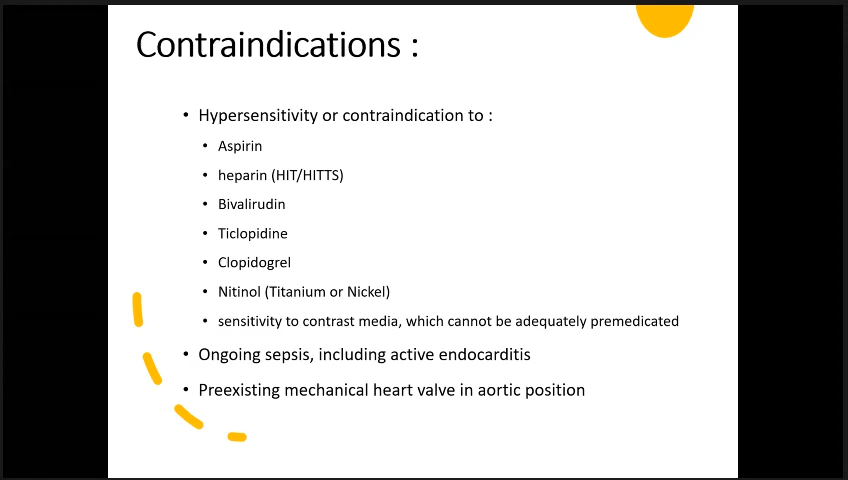 Contraindications :
• Hypersensitivity or contraindication to :
• Aspirin
• heparin (HIT/HITTS)
• Bivalirudin
• Ticlopidine
• Clopidogrel
• Nitinol (Titanium or Nickel)
• sensitivity to contrast media, which cannot be adequately premedicated
• Ongoing sepsis, including active endocarditis
• Preexisting mechanical heart valve in aortic position